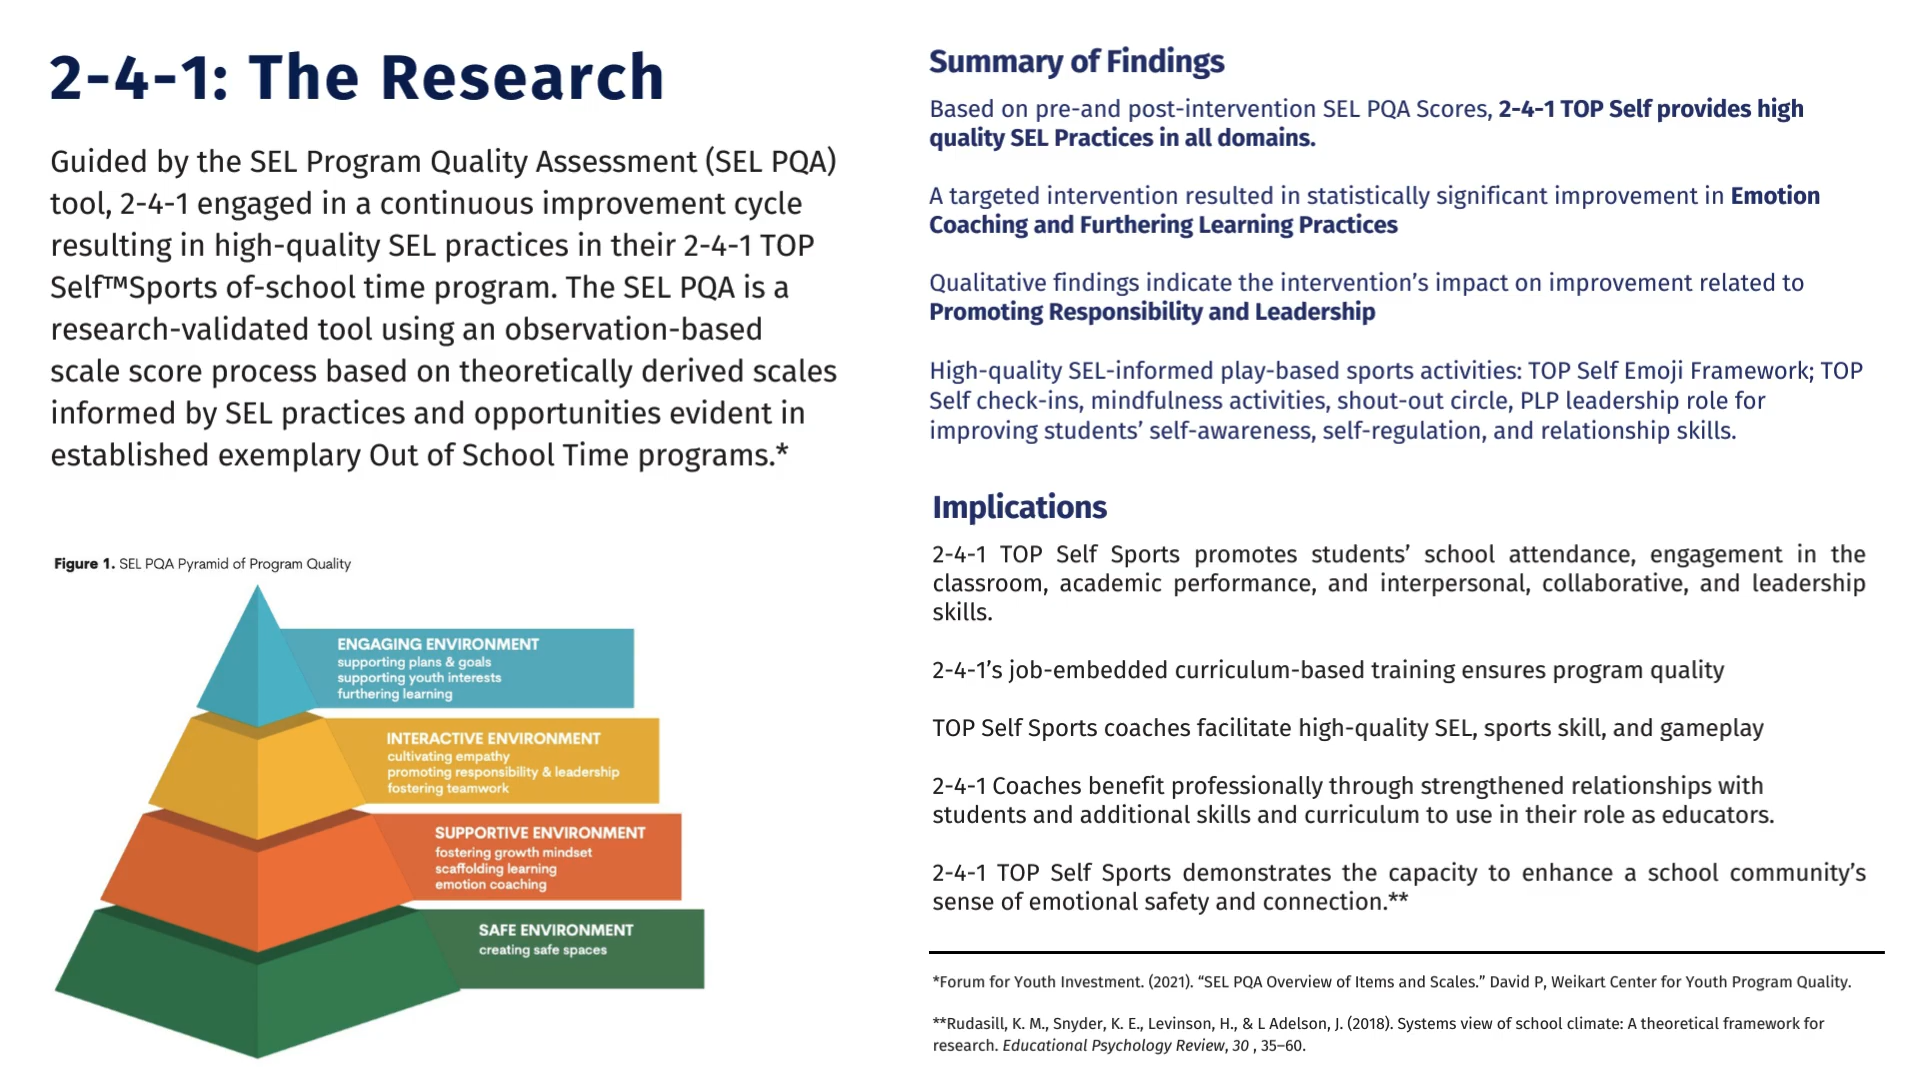 2-4-1: The Research
Guided by the SEL Program Quality Assessment (SEL PQA)
tool, 2-4-1 engaged in a continuous improvement cycle
resulting in high-quality SEL practices in their 2-4-1 TOP
Self™Sports of-school time program. The SEL PQA is a
research-validated tool using an observation-based
scale score process based on theoretically derived scales
informed by SEL practices and opportunities evident in
established exemplary Out of School Time programs.*
Figure 1. SEL PQA Pyramid of Program Quality
ENGAGING ENVIRONMENT
supporting plans & goals
supporting youth interests
furthering learning
INTERACTIVE ENVIRONMENT
cultivating empathy
promoting responsibility & leadership
fostering teamwork
SUPPORTIVE ENVIRONMENT
fostering growth mindset
scaffolding learning
emotion coaching
SAFE ENVIRONMENT
creating safe spaces
Summary of Findings
Based on pre-and post-intervention SEL PQA Scores, 2-4-1 TOP Self provides high
quality SEL Practices in all domains.
A targeted intervention resulted in statistically significant improvement in Emotion
Coaching and Furthering Learning Practices
Qualitative findings indicate the intervention's impact on improvement related to
Promoting Responsibility and Leadership
High-quality SEL-informed play-based sports activities: TOP Self Emoji Framework; TOP
Self check-ins, mindfulness activities, shout-out circle, PLP leadership role for
improving students' self-awareness, self-regulation, and relationship skills.
Implications
2-4-1 TOP Self Sports promotes students' school attendance, engagement in the
classroom, academic performance, and interpersonal, collaborative, and leadership
skills.
2-4-1's job-embedded curriculum-based training ensures program quality
TOP Self Sports coaches facilitate high-quality SEL, sports skill, and gameplay
2-4-1 Coaches benefit professionally through strengthened relationships with
students and additional skills and curriculum to use in their role as educators.
2-4-1 TOP Self Sports demonstrates the capacity to enhance a school community's
sense of emotional safety and connection.**
*Forum for Youth Investment. (2021). “SEL PQA Overview of Items and Scales.” David P, Weikart Center for Youth Program Quality.
**Rudasill, K. M., Snyder, K. E., Levinson, H., & L Adelson, J. (2018). Systems view of school climate: A theoretical framework for
research. Educational Psychology Review, 30 , 35–60.